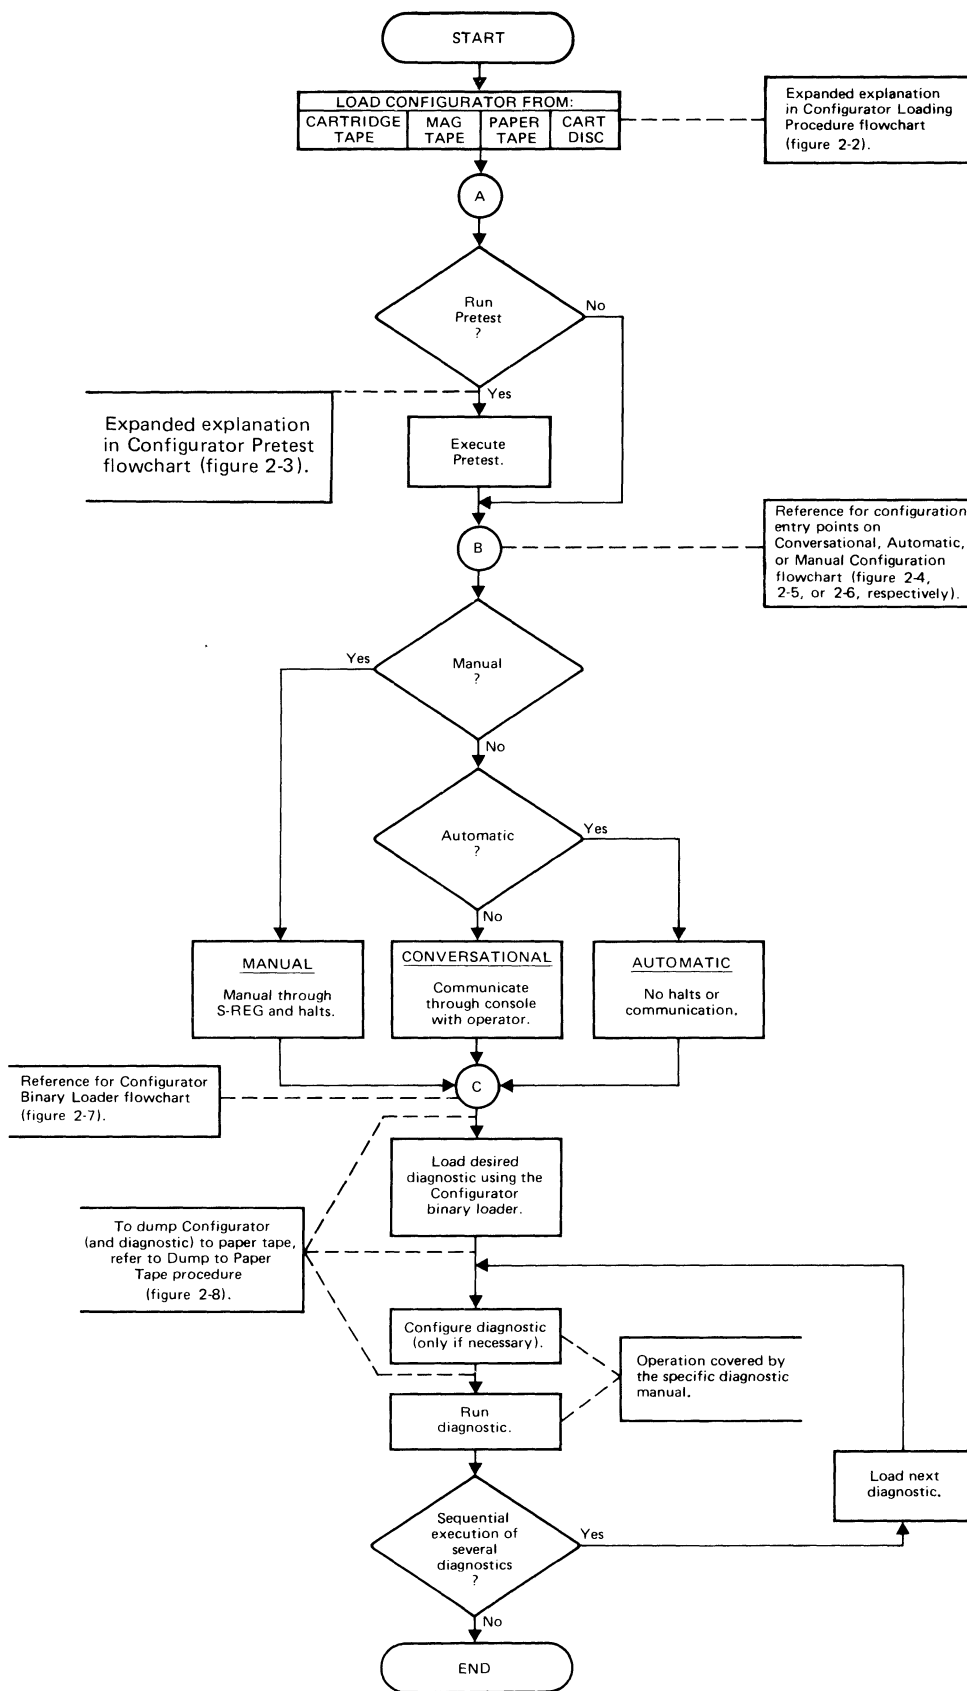 START
LOAD CONFIGURATOR FROM:
CARTRIDGE
TAPE
MAG
TAPE
PAPER
TAPE
CART
DISC
Expanded explanation
in Configurator Loading
Procedure flowchart
(figure 2-2).
A
Run
Pretest
?
No
Yes
Expanded explanation
in Configurator Pretest
flowchart (figure 2-3).
Execute
Pretest.
B
Reference for configuration
entry points on
Conversational, Automatic,
or Manual Configuration
flowchart (figure 2-4,
2-5, or 2-6, respectively).
Yes
Manual
?
No
Automatic
?
Yes
No
MANUAL
Manual through
S-REG and halts.
CONVERSATIONAL
Communicate
through console
with operator.
AUTOMATIC
No halts or
communication.
Reference for Configurator
Binary Loader flowchart
(figure 2-7).
C
Load desired
diagnostic using the
Configurator
binary loader.
To dump Configurator
(and diagnostic) to paper tape,
refer to Dump to Paper
Tape procedure
(figure 2-8).
Configure diagnostic
(only if necessary).
Operation covered by
the specific diagnostic
manual.
Run
diagnostic.
Load next
diagnostic.
Sequential
execution of
several
diagnostics
?
Yes
No
END